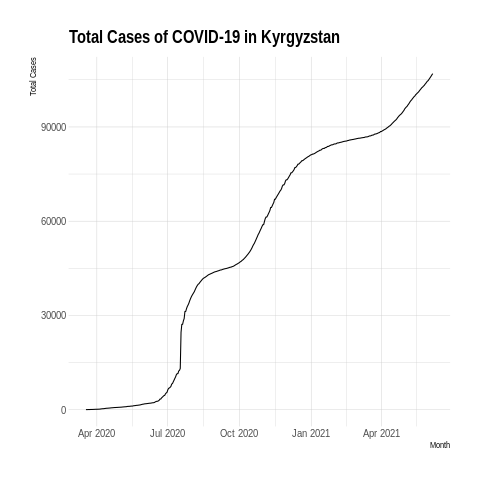 Total Cases of COVID-19 in Kyrgyzstan
Total Cases
90000
60000
30000
0
Apr 2020 Jul 2020 Oct 2020 Jan 2021 Apr 2021
Month